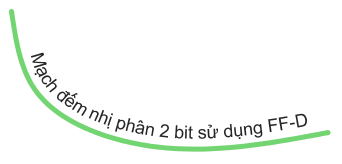 Mạch đếm nhị phân 2 bit sử dụng FF-D